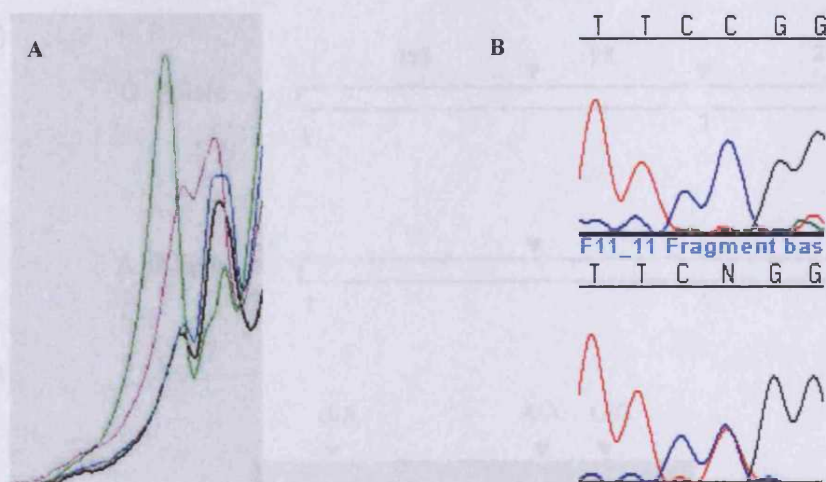 A
B
T T C C G G
F11_11 Fragment bas
T T C N G G